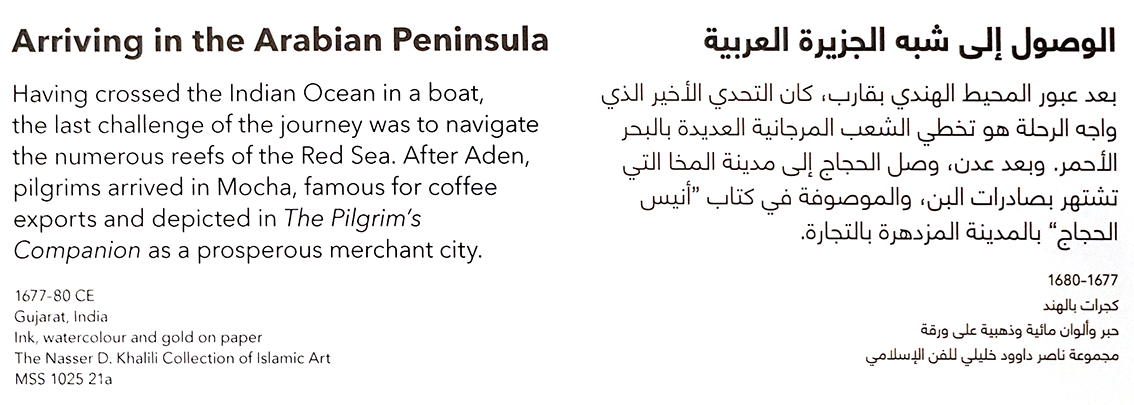 Arriving in the Arabian Peninsula
Having crossed the Indian Ocean in a boat,
the last challenge of the journey was to navigate
the numerous reefs of the Red Sea. After Aden,
pilgrims arrived in Mocha, famous for coffee
exports and depicted in The Pilgrim's
Companion as a prosperous merchant city.
1677-80 CE
Gujarat, India
Ink, watercolour and gold on paper
The Nasser D. Khalili Collection of Islamic Art
MSS 1025 21a
الوصول إلى شبه الجزيرة العربية
بعد عبور المحيط الهندي بقارب، كان التحدي الأخير الذي
واجه الرحلة هو تخطي الشعب المرجانية العديدة بالبحر
الأحمر. وبعد عدن، وصل الحجاج إلى مدينة المخا التي
تشتهر بصادرات البن، والموصوفة في كتاب ”أنيس
الحجاج“ بالمدينة المزدهرة بالتجارة.
1677-1680
كجرات بالهند
حبر وألوان مائية وذهبية على ورقة
مجموعة ناصر داوود خليلي للفن الإسلامي